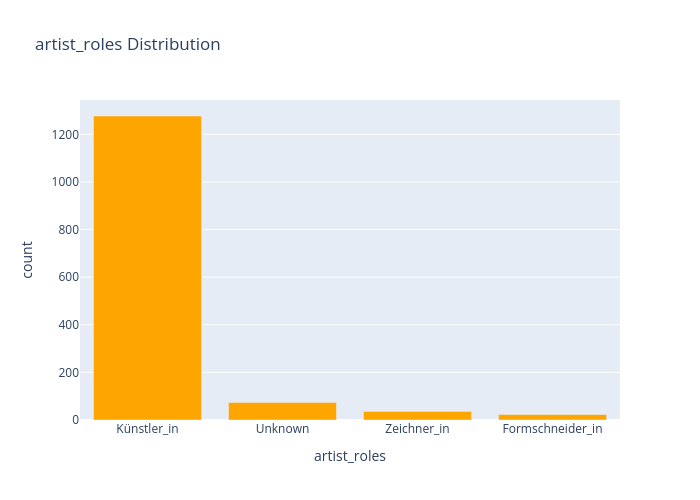 artist_roles Distribution
1200
1000
800
600
400
200
0
count
Künstler_in
Unknown
Zeichner_in
Formschneider_in
artist_roles